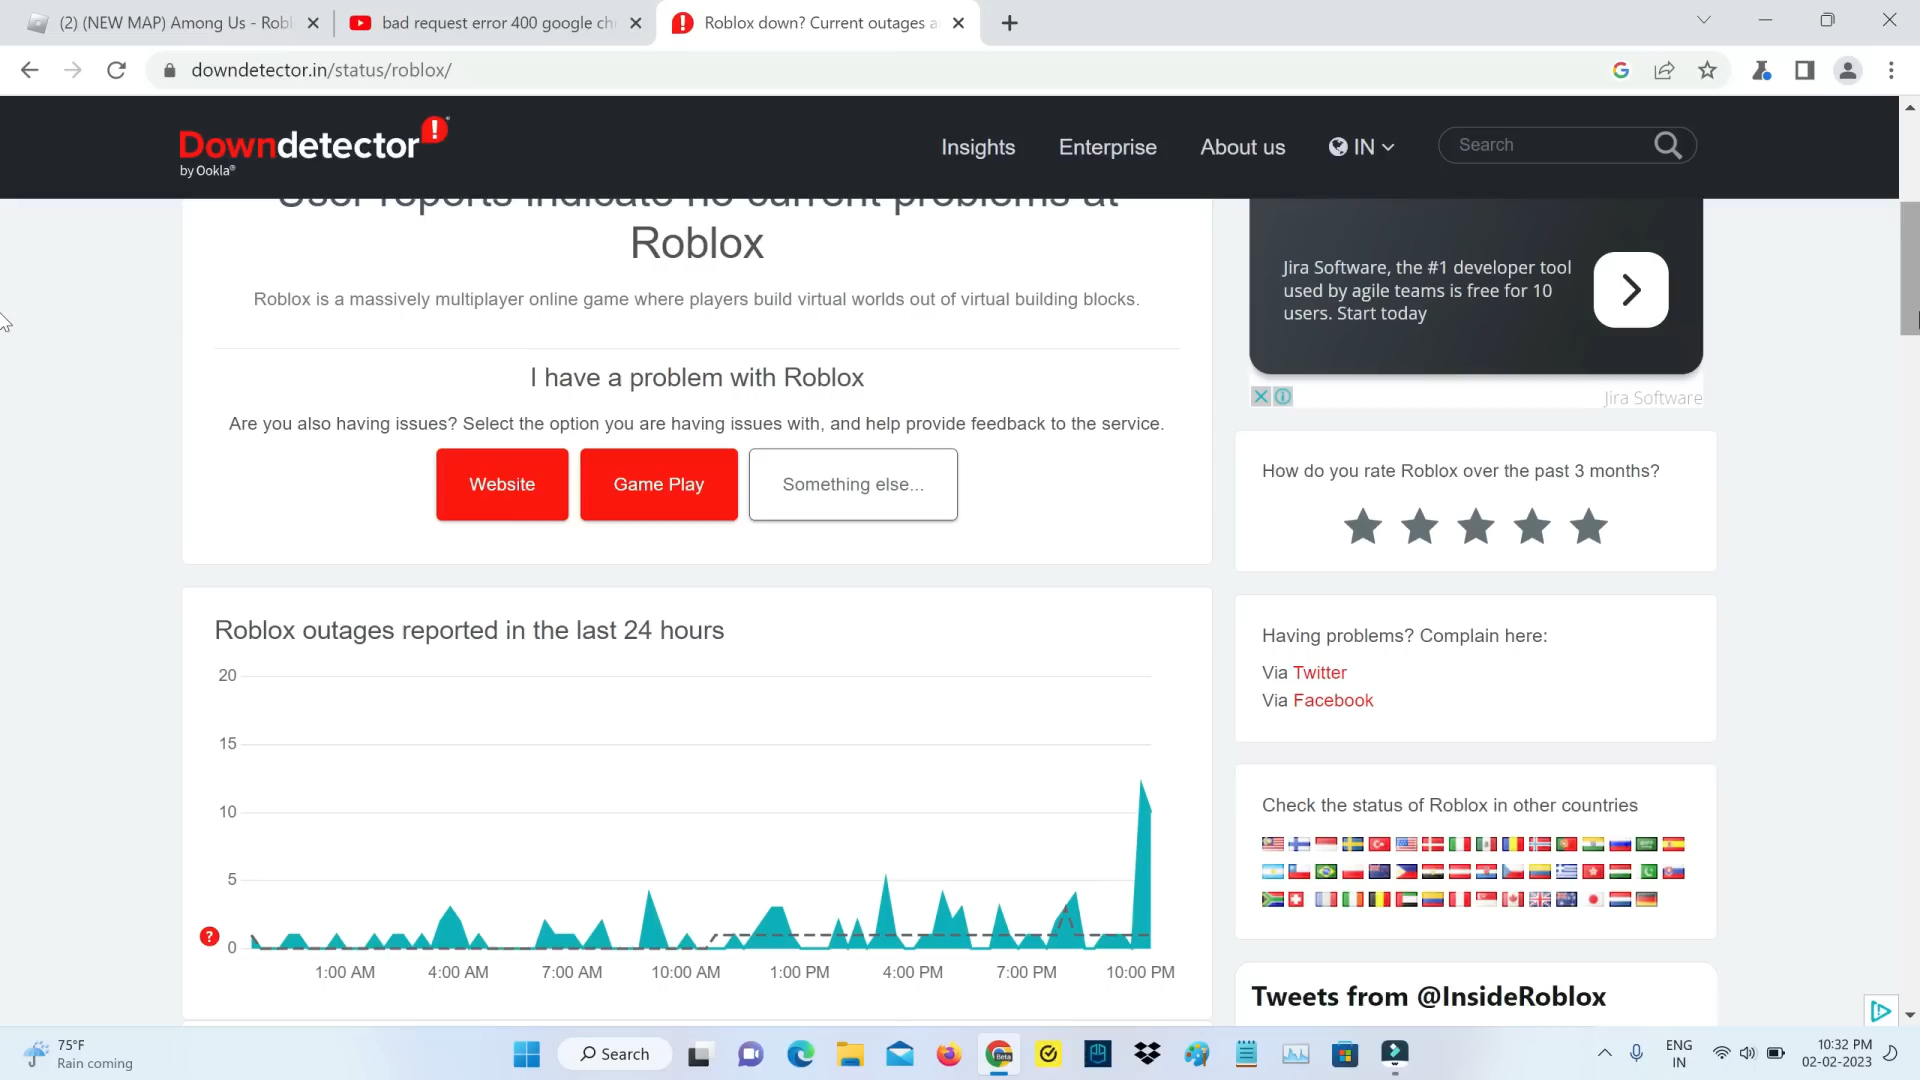 (2) (NEW MAP) Among Us - Robl
bad request error 400 google ch
Roblox down? Current outages a
downdetector.in/status/roblox/
Downdetector
by Ookla®
Insights
Enterprise
About us
IN
Search
User reports indicate no current problems at
Roblox
Roblox is a massively multiplayer online game where players build virtual worlds out of virtual building blocks.
I have a problem with Roblox
Are you also having issues? Select the option you are having issues with, and help provide feedback to the service.
Website
Game Play
Something else...
Roblox outages reported in the last 24 hours
20
15
10
5
0
?
1:00 AM
4:00 AM
7:00 AM
10:00 AM
1:00 PM
4:00 PM
7:00 PM
10:00 PM
Jira Software, the #1 developer tool
used by agile teams is free for 10
users. Start today
Jira Software
How do you rate Roblox over the past 3 months?
Having problems? Complain here:
Via Twitter
Via Facebook
Check the status of Roblox in other countries
Tweets from @InsideRoblox
75°F
Rain coming
Search
Beta
ENG
IN
10:32 PM
02-02-2023